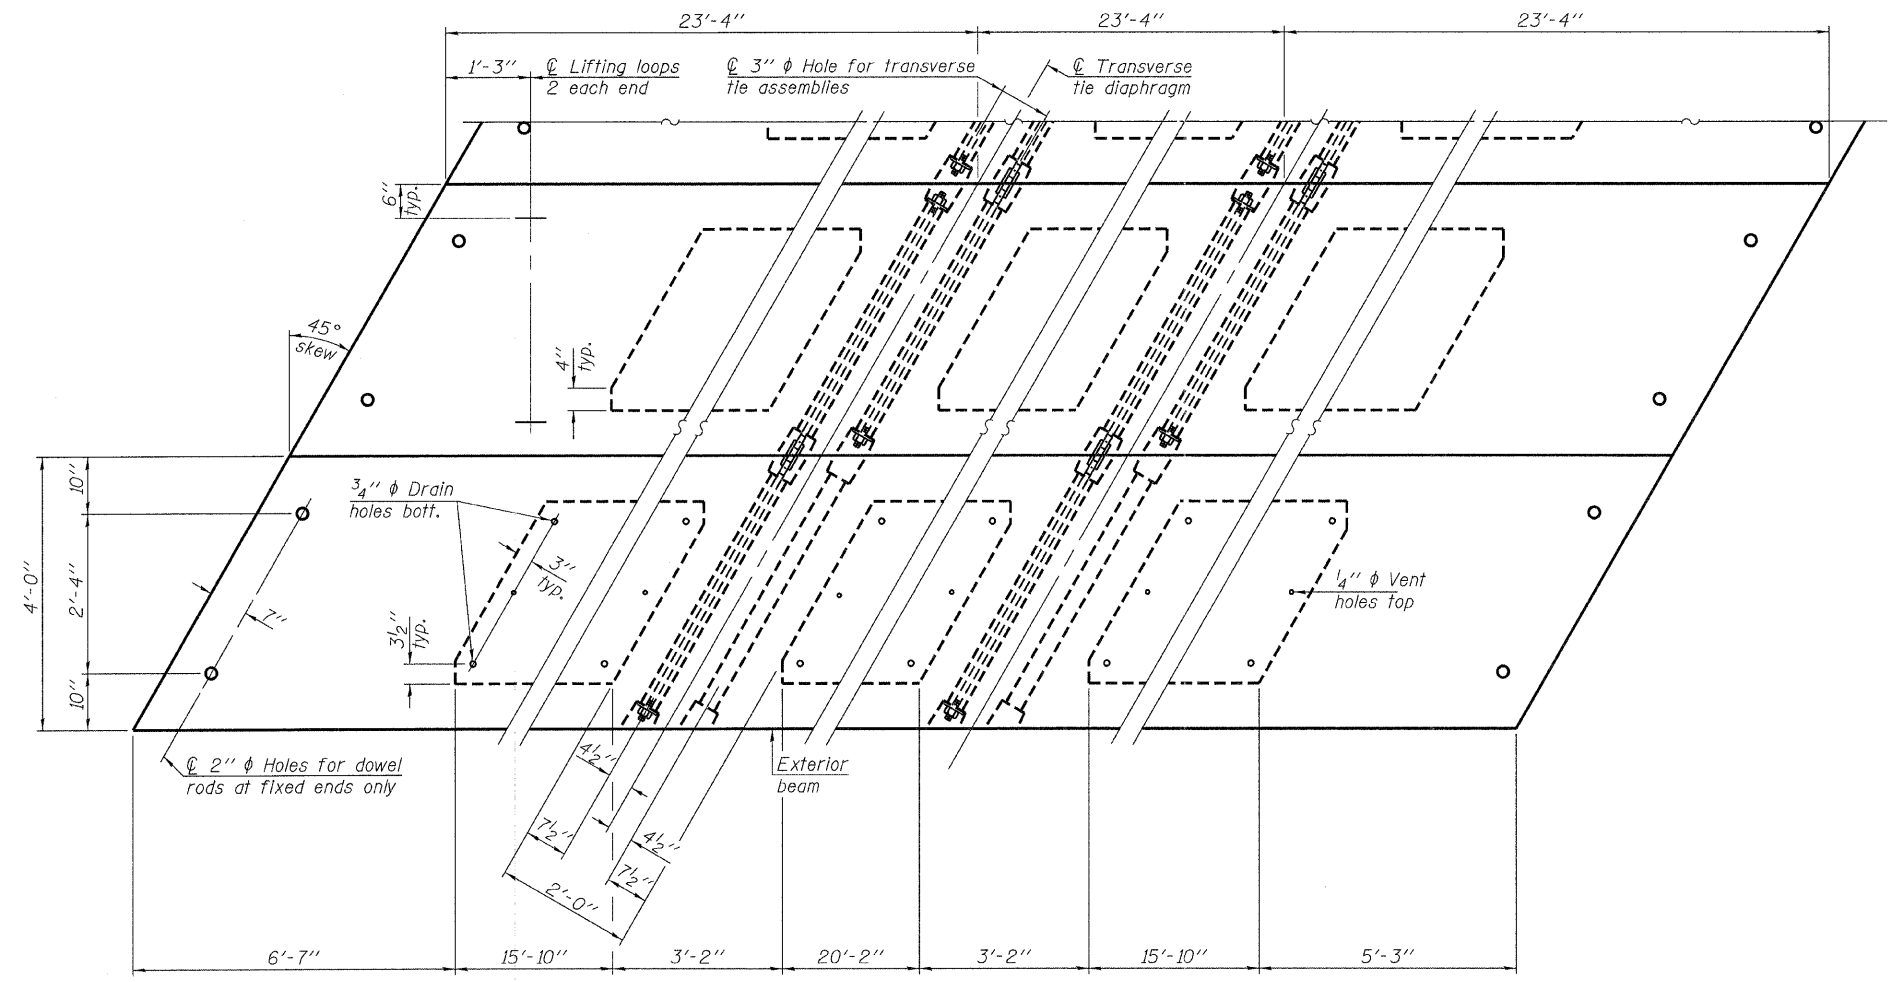 23'-4"
23'-4"
23'-4"
1'-3"
℄ Lifting loops
2 each end
℄ 3" ϕ Hole for transverse
tie assemblies
℄ Transverse
tie diaphragm
6"
typ.
45°
skew
4"
typ.
10"
4'-0"
2'-4"
10"
3/4" ϕ Drain
holes bott.
3"
typ.
7"
3 1/2"
typ.
1/4" ϕ Vent
holes top
℄ 2" ϕ Holes for dowel
rods at fixed ends only
4 1/2"
Exterior
beam
7 1/2"
4 1/2"
7 1/2"
2'-0"
6'-7"
15'-10"
3'-2"
20'-2"
3'-2"
15'-10"
5'-3"